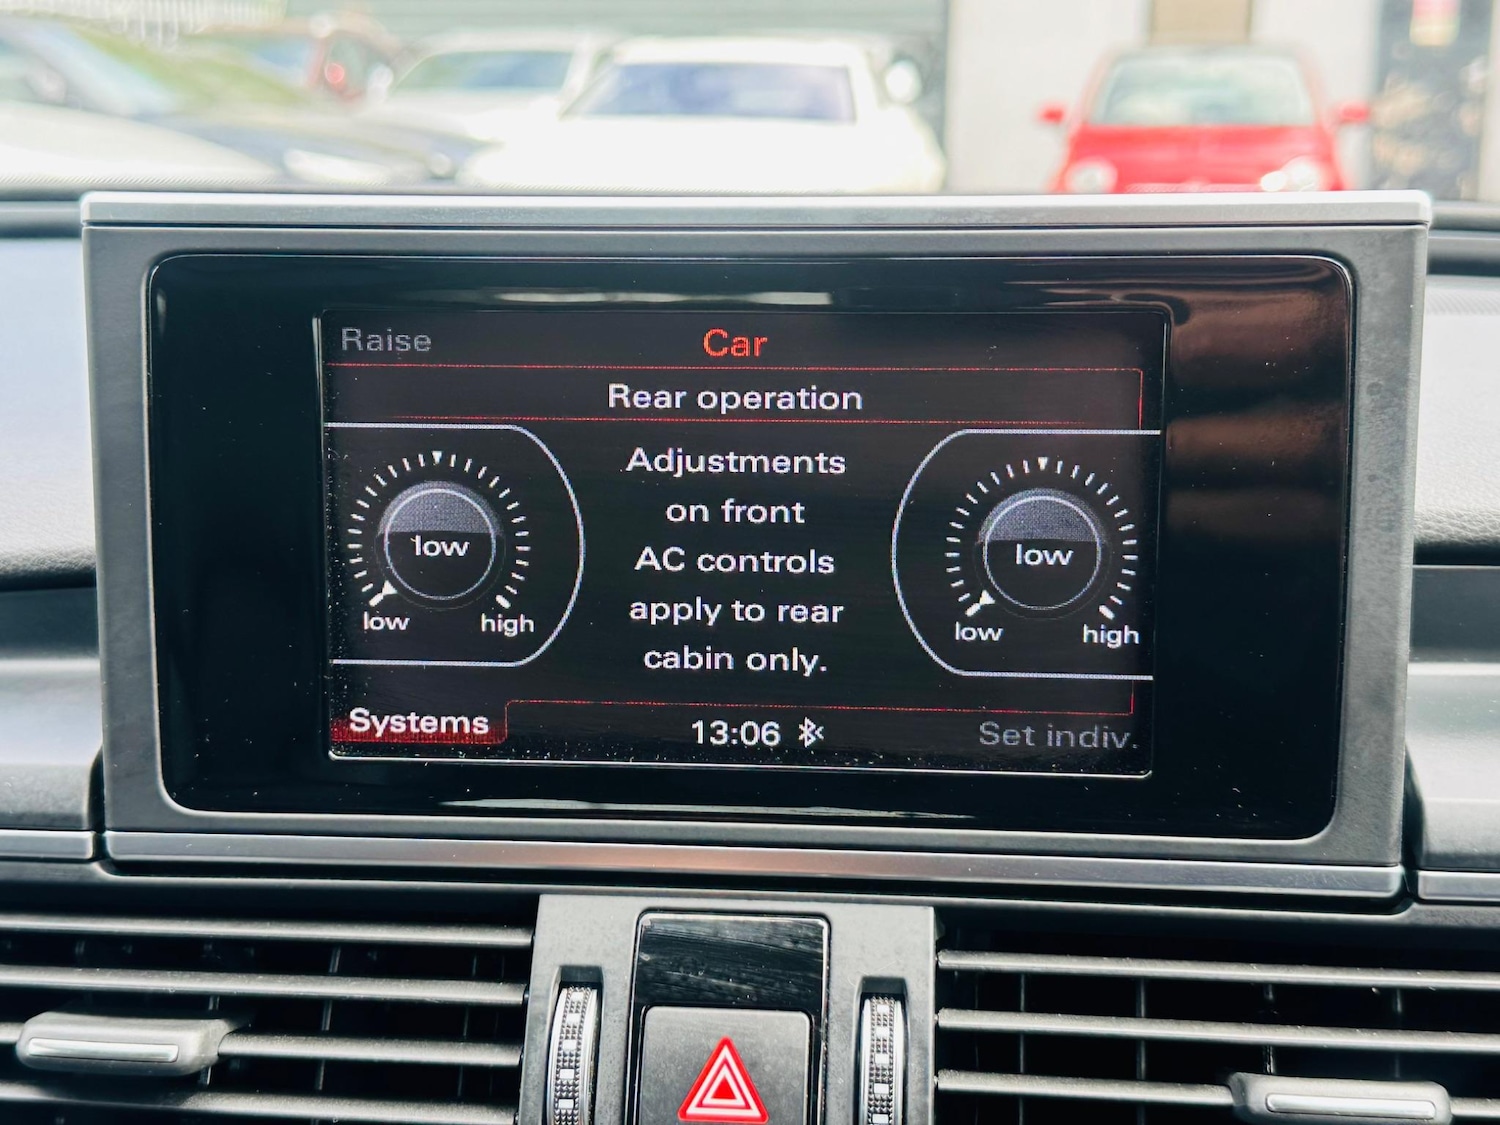 Raise
Car
Rear operation
Adjustments
on front
AC controls
apply to rear
cabin only.
low
low
high
low
low
high
Systems
13:06
Set indiv.